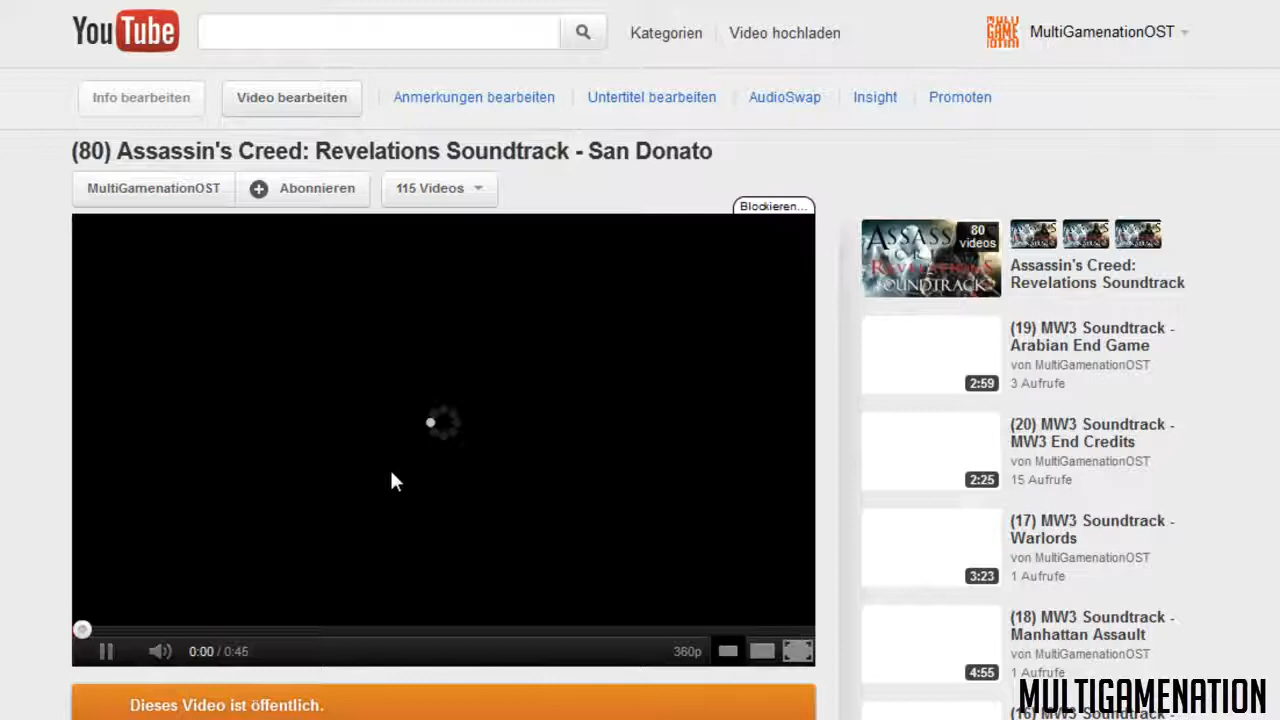 YouTube
Kategorien
Video hochladen
MULTI
GAME
MultiGamenationOST
Info bearbeiten
Video bearbeiten
Anmerkungen bearbeiten
Untertitel bearbeiten
AudioSwap
Insight
Promoten
(80) Assassin's Creed: Revelations Soundtrack - San Donato
MultiGamenationOST
Abonnieren
115 Videos
Blockieren...
80
videos
SOUNDTRACK
Assassin's Creed:
Revelations Soundtrack
(19) MW3 Soundtrack -
Arabian End Game
von MultiGamenationOST
2:59
3 Aufrufe
(20) MW3 Soundtrack -
MW3 End Credits
von MultiGamenationOST
2:25
15 Aufrufe
(17) MW3 Soundtrack -
Warlords
von MultiGamenationOST
3:23
1 Aufrufe
(18) MW3 Soundtrack -
Manhattan Assault
von MultiGamenationOST
4:55
1 Aufrufe
0:00 / 0:45
360p
Dieses Video ist öffentlich.
MULTIGAMENATION